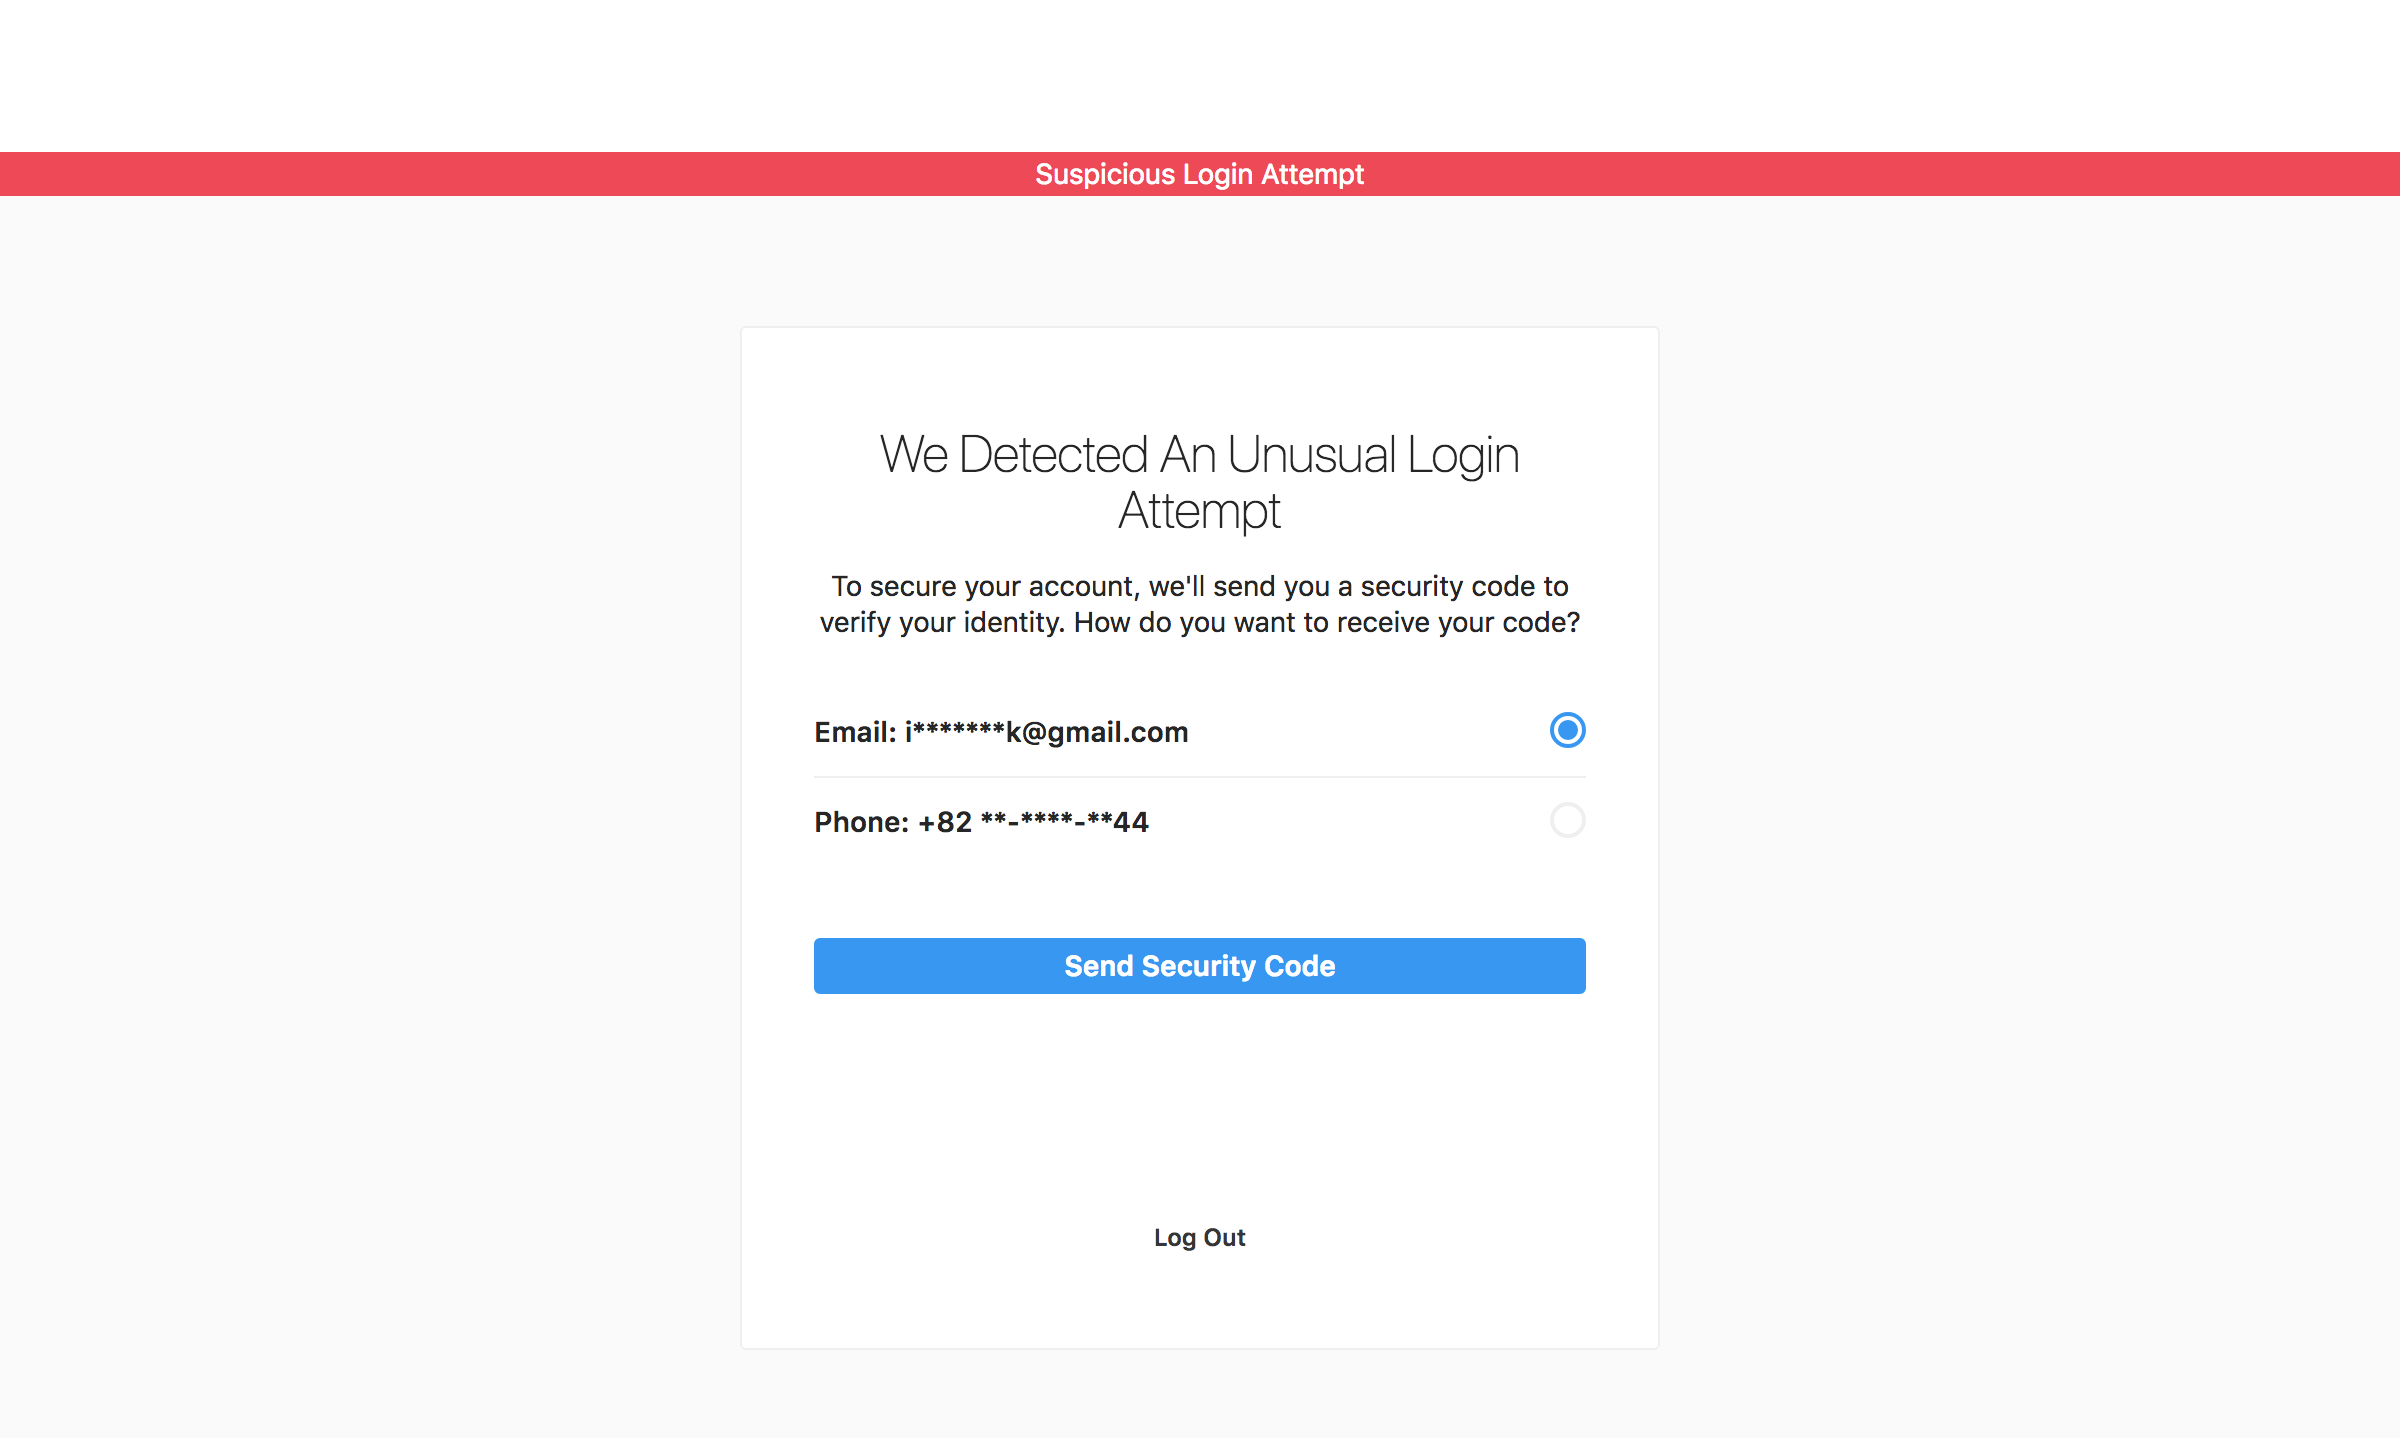 Suspicious Login Attempt
We Detected An Unusual Login
Attempt
To secure your account, we'll send you a security code to
verify your identity. How do you want to receive your code?
Email: i*******k@gmail.com
Phone: +82 **-****-**44
Send Security Code
Log Out